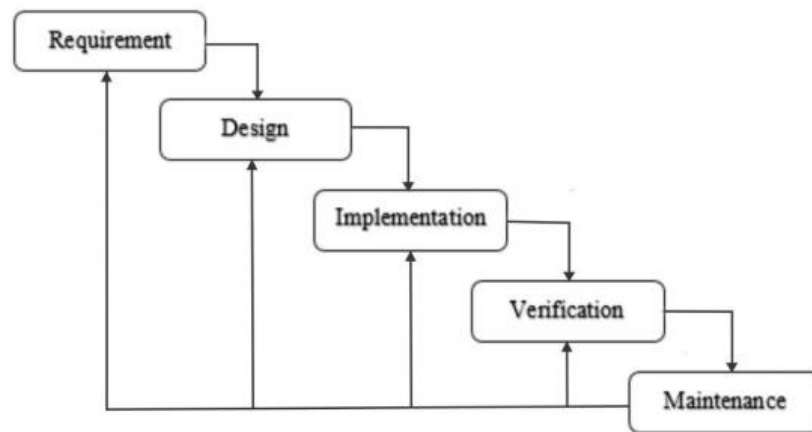 Requirement
Design
Implementation
Verification
Maintenance